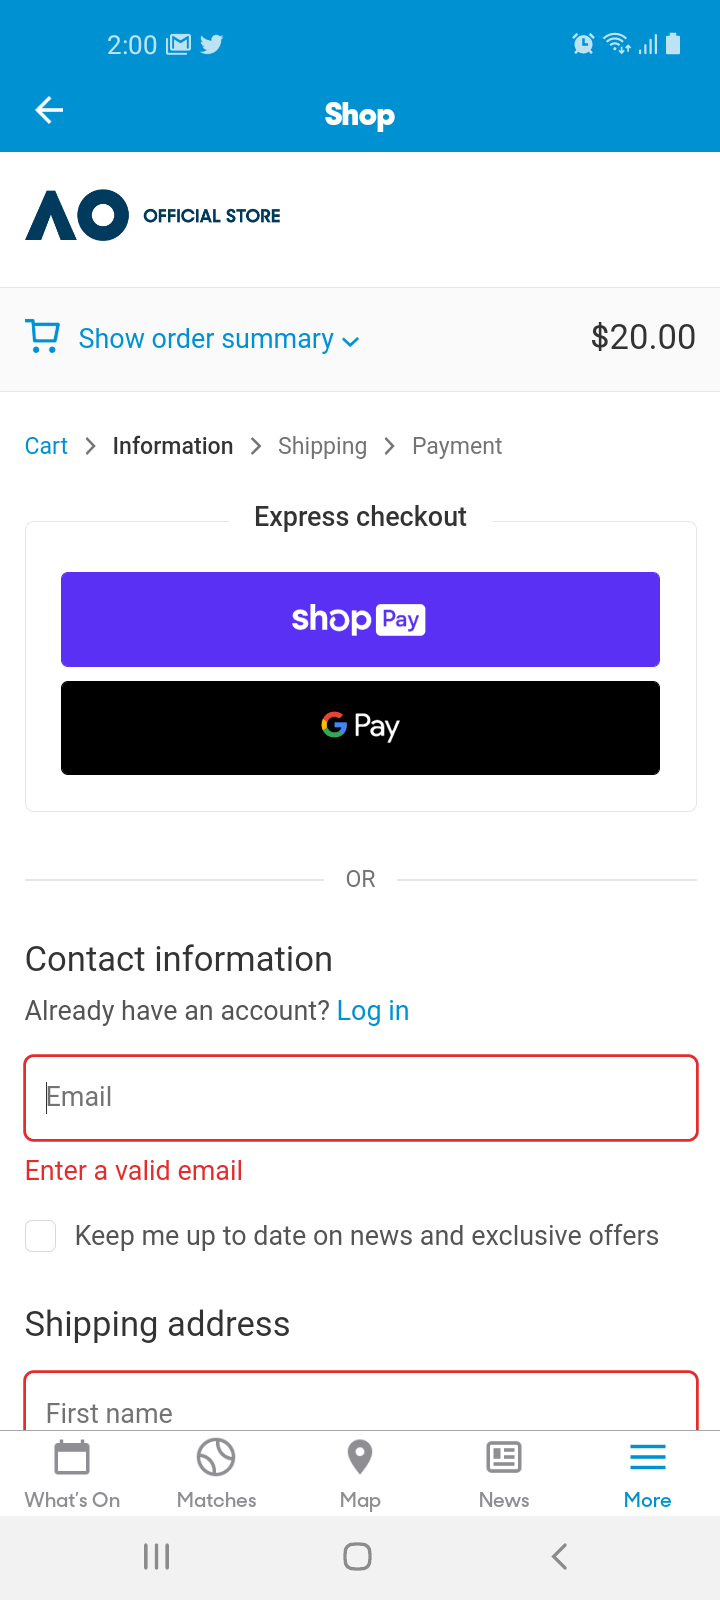 2:00
Shop
AO OFFICIAL STORE
Show order summary
$20.00
Cart > Information > Shipping > Payment
Express checkout
shop Pay
G Pay
OR
Contact information
Already have an account? Log in
Email
Enter a valid email
Keep me up to date on news and exclusive offers
Shipping address
First name
What's On Matches Map News More